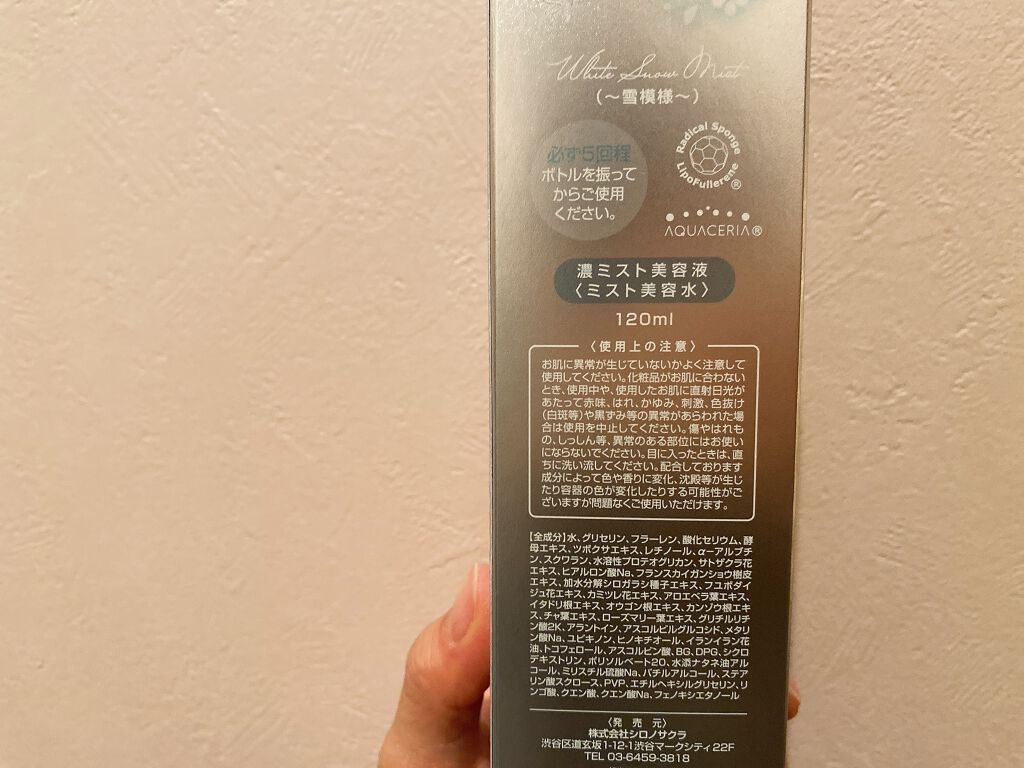 White Snow Mist
(～雪模様～)
必ず5回程
ボトルを振って
からご使用
ください。
Radical Sponge
LipoFullerene®
AQUACERIA®
濃ミスト美容液
〈ミスト美容水〉
120ml
〈使用上の注意〉
お肌に異常が生じていないかよく注意して
使用してください。化粧品がお肌に合わない
とき、使用中や、使用したお肌に直射日光が
あたって赤味、はれ、かゆみ、刺激、色抜け
(白斑等)や黒ずみ等の異常があらわれた場
合は使用を中止してください。傷やはれも
の、しっしん等、異常のある部位にはお使い
にならないでください。目に入ったときは、直
ちに洗い流してください。配合しております
成分によって色や香りに変化、沈殿等が生じ
たり容器の色が変化したりする可能性がご
ざいますが問題なくご使用いただけます。
【全成分】水、グリセリン、フラーレン、酸化セリウム、酵
母エキス、ツボクサエキス、レチノール、α-アルブチ
ン、スクワラン、水溶性プロテオグリカン、サトザクラ花
エキス、ヒアルロン酸Na、フランスカイガンショウ樹皮
エキス、加水分解シロガラシ種子エキス、フユボダイ
ジュ花エキス、カミツレ花エキス、アロエベラ葉エキス、
イタドリ根エキス、オウゴン根エキス、カンゾウ根エキ
ス、チャ葉エキス、ローズマリー葉エキス、グリチルリチ
ン酸2K、アラントイン、アスコルビルグルコシド、メタリ
ン酸Na、ユビキノン、ヒノキチオール、イランイラン花
油、トコフェロール、アスコルビン酸、BG、DPG、シクロ
デキストリン、ポリソルベート20、水添ナタネ油アル
コール、ミリスチル硫酸Na、バチルアルコール、ステア
リン酸スクロース、PVP、エチルヘキシルグリセリン、リ
ンゴ酸、クエン酸、クエン酸Na、フェノキシエタノール
〈発売元〉
株式会社シロノサクラ
渋谷区道玄坂1-12-1渋谷マークシティ22F
TEL 03-6459-3818